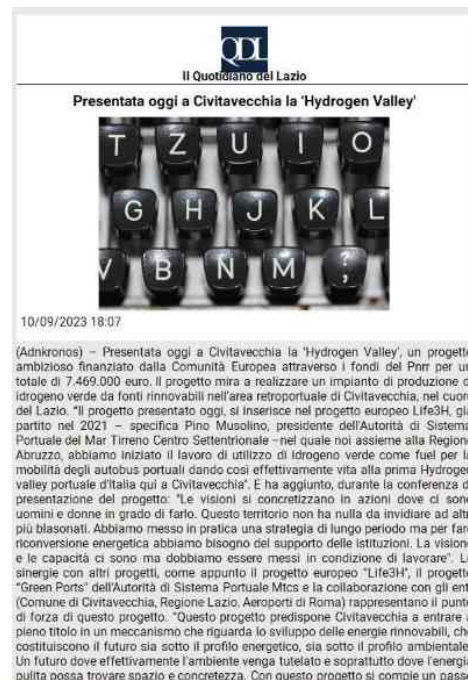 QDL
Il Quotidiano del Lazio
Presentata oggi a Civitavecchia la 'Hydrogen Valley'
T Z U I O
G H J K L
V B N M ? ;
10/09/2023 18:07
(Adnkronos) – Presentata oggi a Civitavecchia la 'Hydrogen Valley', un progetto
ambizioso finanziato dalla Comunità Europea attraverso i fondi del Pnrr per un
totale di 7.469.000 euro. Il progetto mira a realizzare un impianto di produzione
idrogeno verde da fonti rinnovabili nell'area retroportuale di Civitavecchia, nel cuore
del Lazio. "Il progetto presentato oggi, si inserisce nel progetto europeo Life3H, già
partito nel 2021 – specifica Pino Musolino, presidente dell'Autorità di Sistema
Portuale del Mar Tirreno Centro Settentrionale –nel quale noi assieme alla Regione
Abruzzo, abbiamo iniziato il lavoro di utilizzo di idrogeno verde come fuel per la
mobilità degli autobus portuali dando così effettivamente vita alla prima Hydrogen
valley portuale d'Italia qui a Civitavecchia". E ha aggiunto, durante la conferenza di
presentazione del progetto: "Le visioni si concretizzano in azioni dove ci sono
uomini e donne in grado di farlo. Questo territorio non ha nulla da invidiare ad altri
più blasonati. Abbiamo messo in pratica una strategia di lungo periodo ma per fare
riconversione energetica abbiamo bisogno del supporto delle istituzioni. La visione
e le capacità ci sono ma dobbiamo essere messi in condizione di lavorare". Le
sinergie con altri progetti, come appunto il progetto europeo "Life3H", il progetto
"Green Ports" dell'Autorità di Sistema Portuale Mtcs e la collaborazione con gli enti
(Comune di Civitavecchia, Regione Lazio, Aeroporti di Roma) rappresentano il punto
di forza di questo progetto. "Questo progetto predispone Civitavecchia a entrare a
pieno titolo in un meccanismo che riguarda lo sviluppo delle energie rinnovabili, che
costituiscono il futuro sia sotto il profilo energetico, sia sotto il profilo ambientale.
Un futuro dove effettivamente l'ambiente venga tutelato e soprattutto dove l'energia
pulita possa trovare spazio e concretezza. Con questo progetto si compie un passo